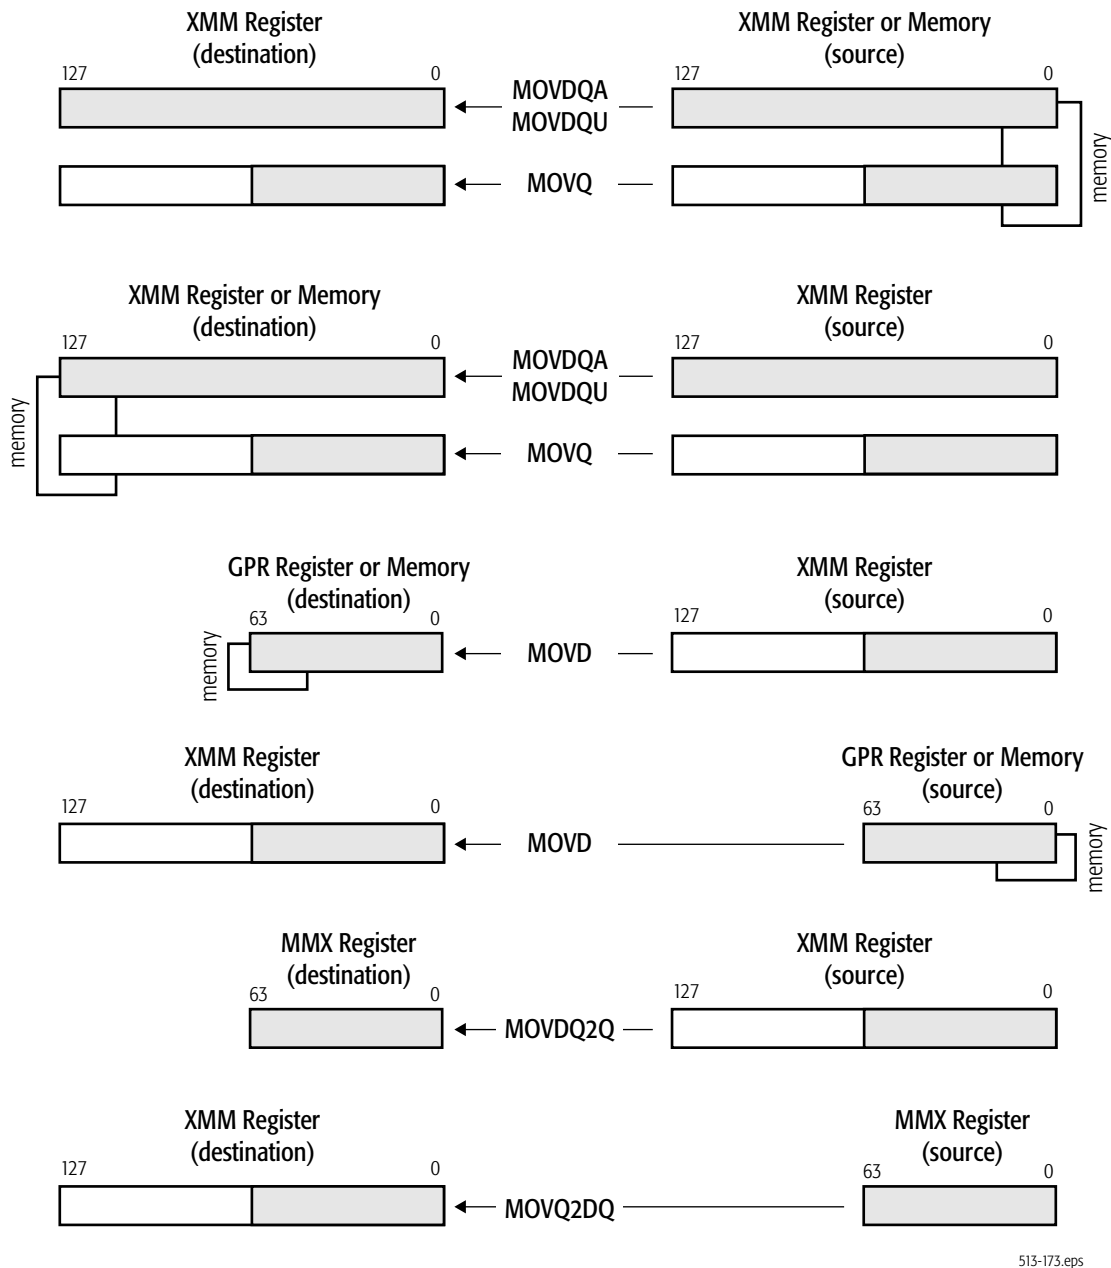 XMM Register
(destination)
XMM Register or Memory
(source)
127 0
127 0
MOVDQA
MOVDQU
MOVQ
memory
XMM Register or Memory
(destination)
XMM Register
(source)
127 0
127 0
MOVDQA
MOVDQU
MOVQ
memory
GPR Register or Memory
(destination)
XMM Register
(source)
63 0
127 0
MOVD
memory
XMM Register
(destination)
GPR Register or Memory
(source)
127 0
63 0
MOVD
memory
MMX Register
(destination)
XMM Register
(source)
63 0
127 0
MOVDQ2Q
XMM Register
(destination)
MMX Register
(source)
127 0
63 0
MOVQ2DQ
513-173.eps